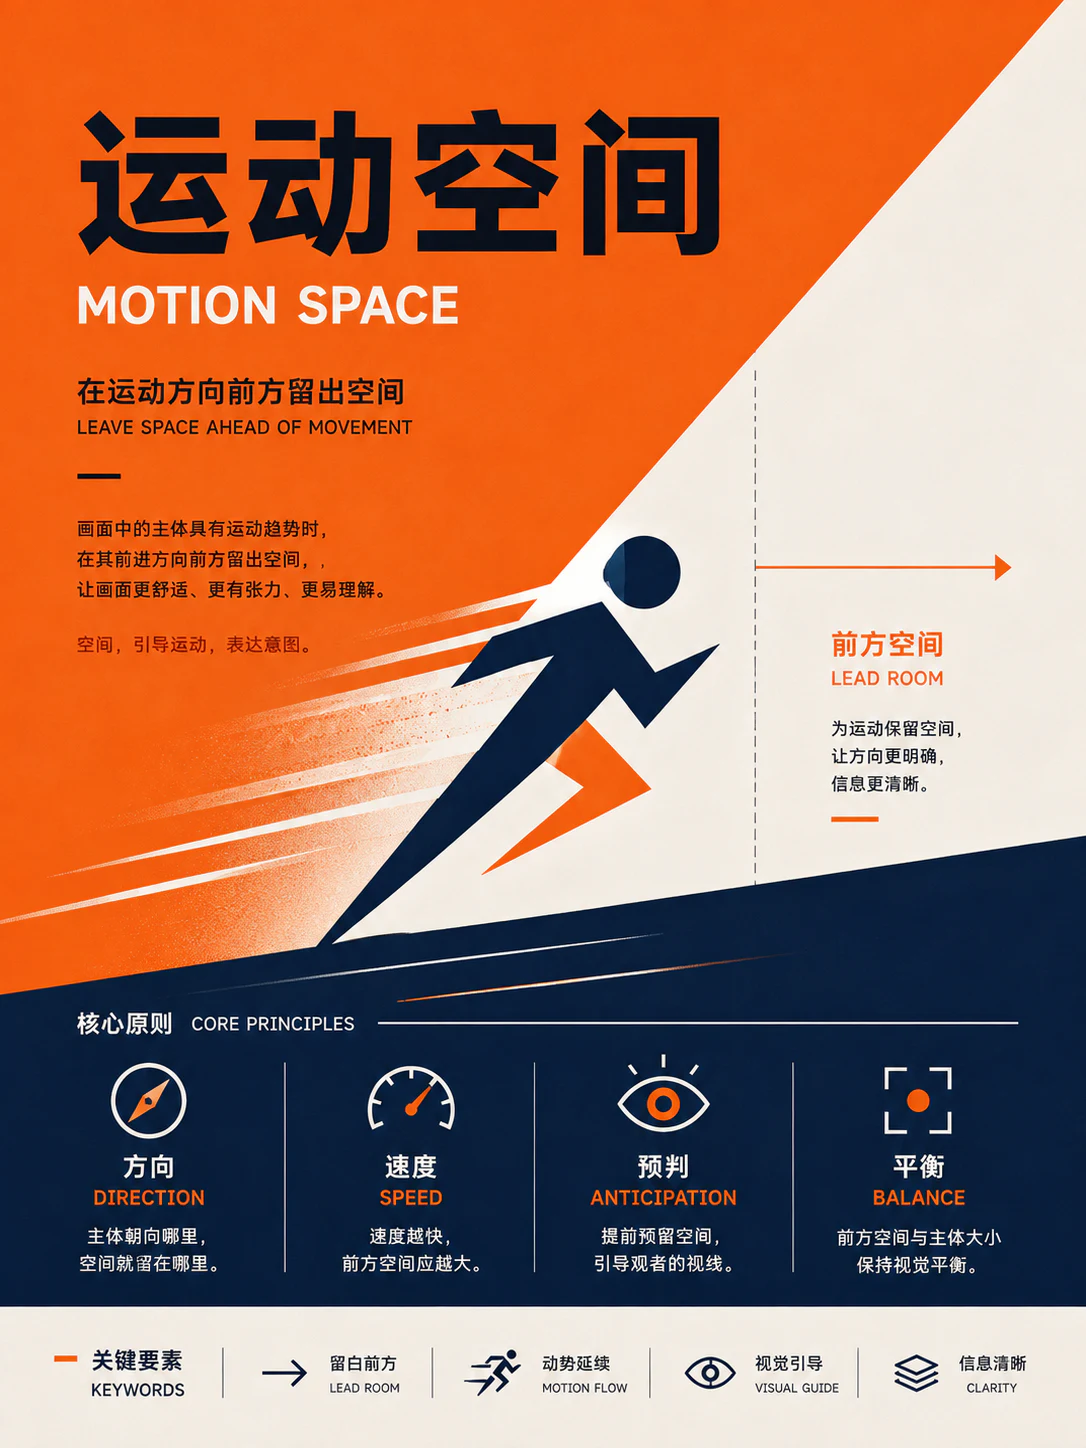 运动空间
MOTION SPACE
在运动方向前方留出空间
LEAVE SPACE AHEAD OF MOVEMENT
画面中的主体具有运动趋势时，
在其前进方向前方留出空间，，
让画面更舒适、更有张力、更易理解。
空间，引导运动，表达意图。
前方空间
LEAD ROOM
为运动保留空间，
让方向更明确，
信息更清晰。
核心原则 CORE PRINCIPLES
方向
DIRECTION
主体朝向哪里，
空间就留在哪里。
速度
SPEED
速度越快，
前方空间应越大。
预判
ANTICIPATION
提前预留空间，
引导观者的视线。
平衡
BALANCE
前方空间与主体大小
保持视觉平衡。
关键要素
KEYWORDS
留白前方
LEAD ROOM
动势延续
MOTION FLOW
视觉引导
VISUAL GUIDE
信息清晰
CLARITY